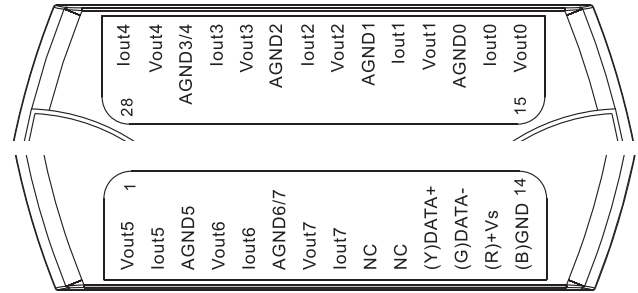 Iout4
Vout4
AGND3/4
Iout3
Vout3
AGND2
Iout2
Vout2
AGND1
Iout1
Vout1
AGND0
Iout0
Vout0
28
15
1
Vout5
Iout5
AGND5
Vout6
Iout6
AGND6/7
Vout7
Iout7
NC
NC
(Y)DATA+
(G)DATA-
(R)+Vs
(B)GND 14